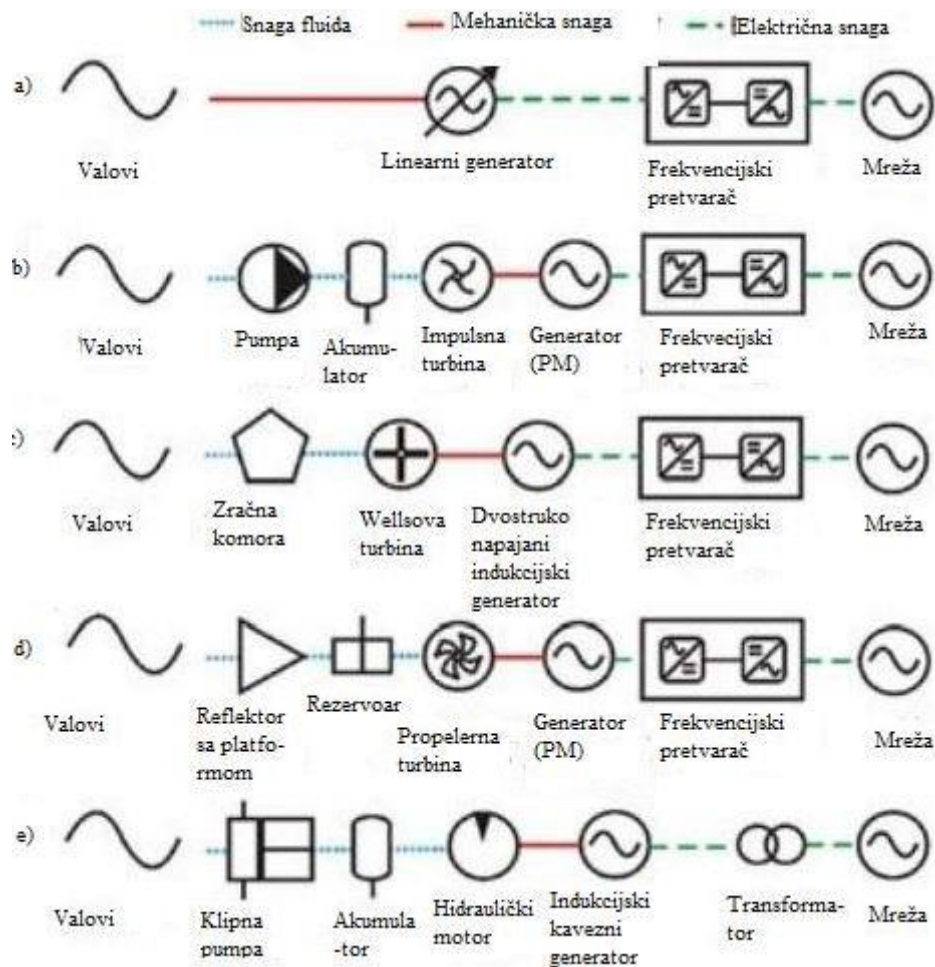 Snaga fluida Mehanička snaga Električna snaga
a)
Valovi
Linearni generator
Frekvencijski
pretvarač
Mreža
b)
Valovi
Pumpa
Akumu-
lator
Impulsna
turbina
Generator
(PM)
Frekvecijski
pretvarač
Mreža
c)
Valovi
Zračna
komora
Wellsova
turbina
Dvostruko
napajani
indukcijski
generator
Frekvencijski
pretvarač
Mreža
d)
Valovi
Reflektor
sa platfo-
rmom
Rezervoar
Propelerna
turbina
Generator
(PM)
Frekvencijski
pretvarač
Mreža
e)
Valovi
Klipna
pumpa
Akumula
-tor
Hidraulički
motor
Indukcijski
kavezni
generator
Transforma-
tor
Mreža